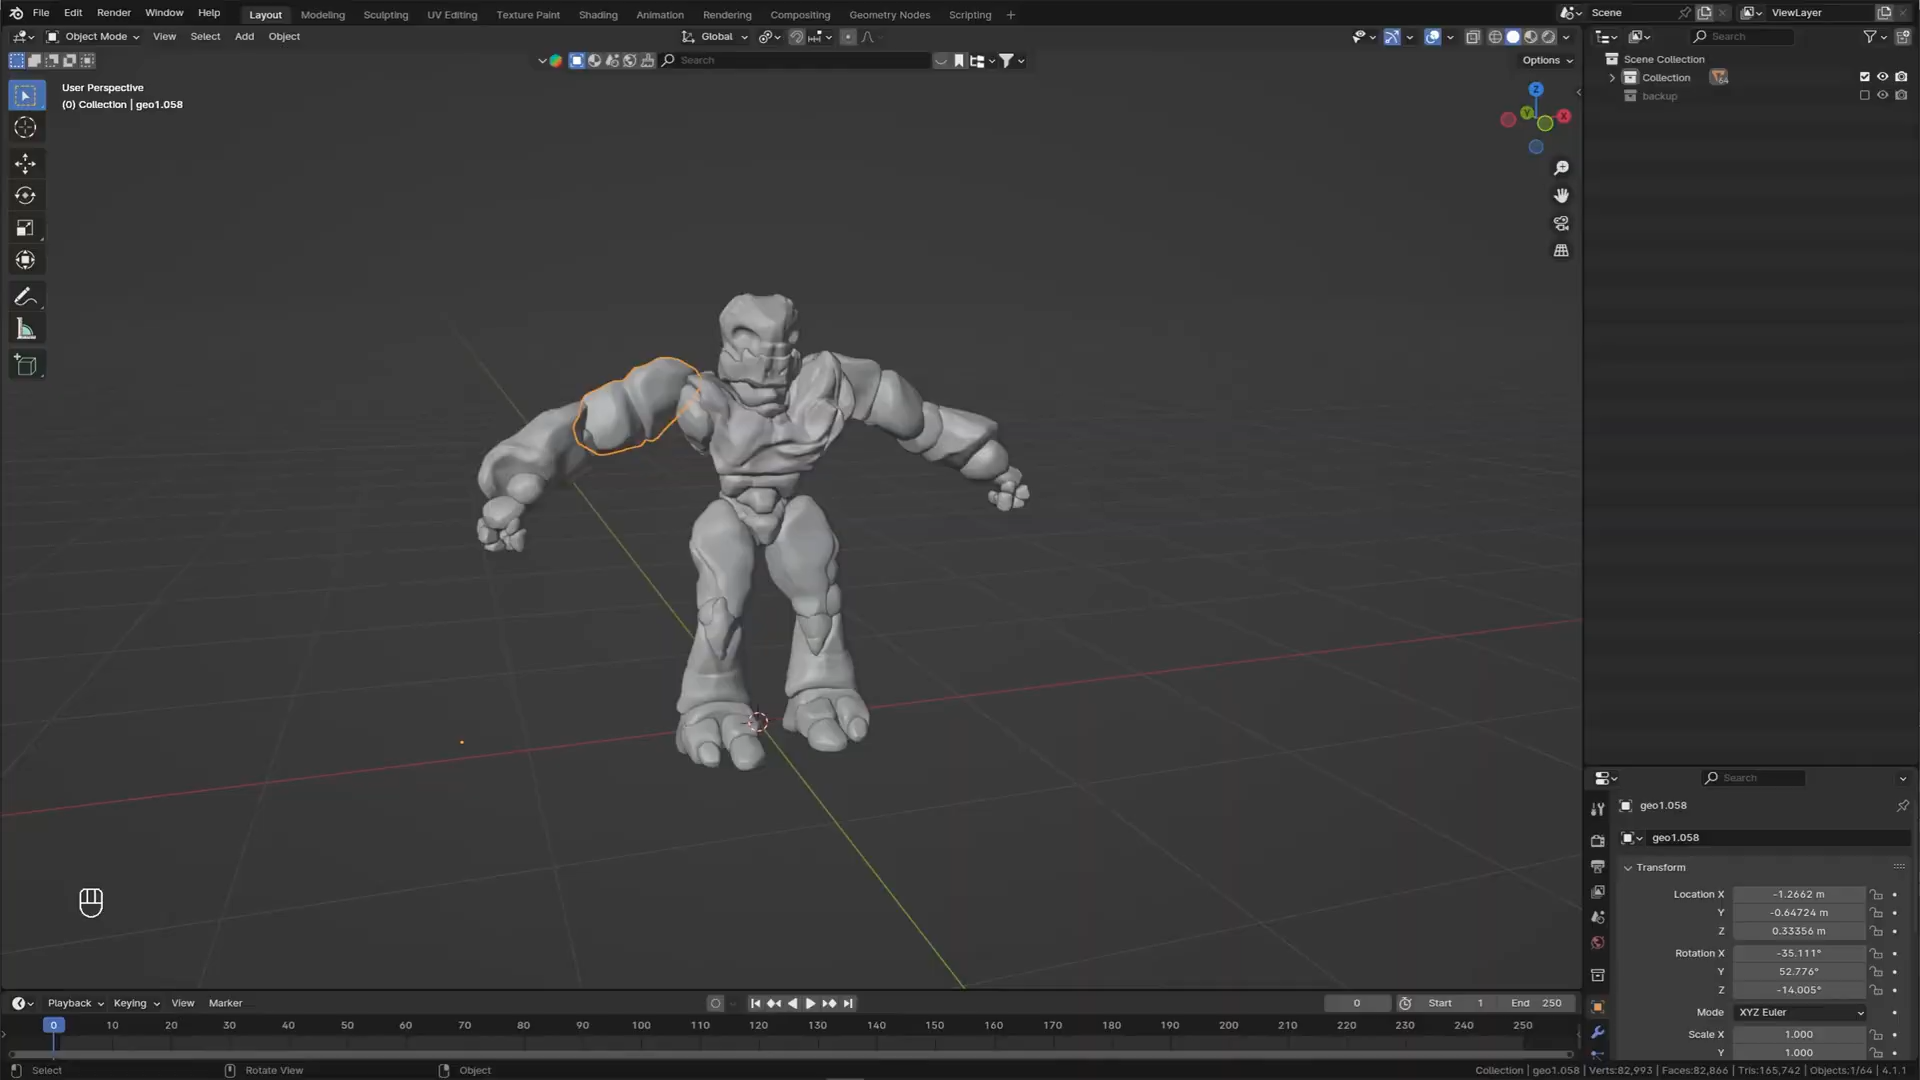 File Edit Render Window Help Layout Modeling Sculpting UV Editing Texture Paint Shading Animation Rendering Compositing Geometry Nodes Scripting + Scene ViewLayer
Object Mode View Select Add Object Global Search
Search Options
User Perspective
(0) Collection | geo1.058
Scene Collection
Collection 64
backup
Z
Y
X
Search
geo1.058
geo1.058
Transform
Location X -1.2662 m
Y -0.64724 m
Z 0.33356 m
Rotation X -35.111°
Y 52.776°
Z -14.005°
Mode XYZ Euler
Scale X 1.000
Y 1.000
Playback Keying View Marker 0 Start 1 End 250
0 10 20 30 40 50 60 70 80 90 100 110 120 130 140 150 160 170 180 190 200 210 220 230 240 250
Select Rotate View Object Collection | geo1.058 | Verts:82,993 | Faces:82,866 | Tris:165,742 | Objects:1/64 | 4.1.1